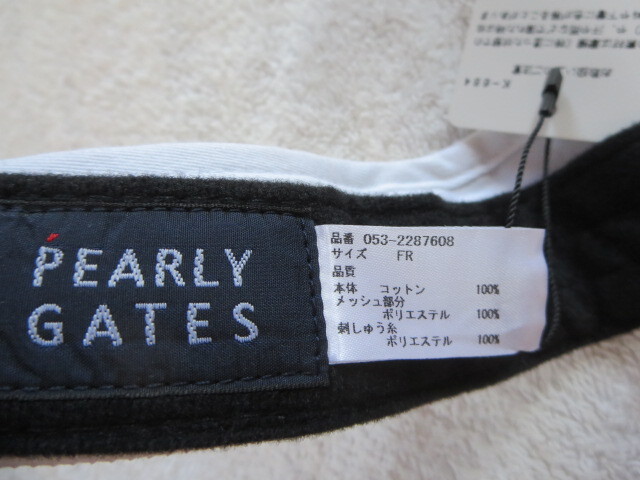 K-604
PEARLY
GATES
品番 053-2287608
サイズ FR
品質
本体 コットン 100%
メッシュ部分
ポリエステル 100%
刺しゅう糸
ポリエステル 100%